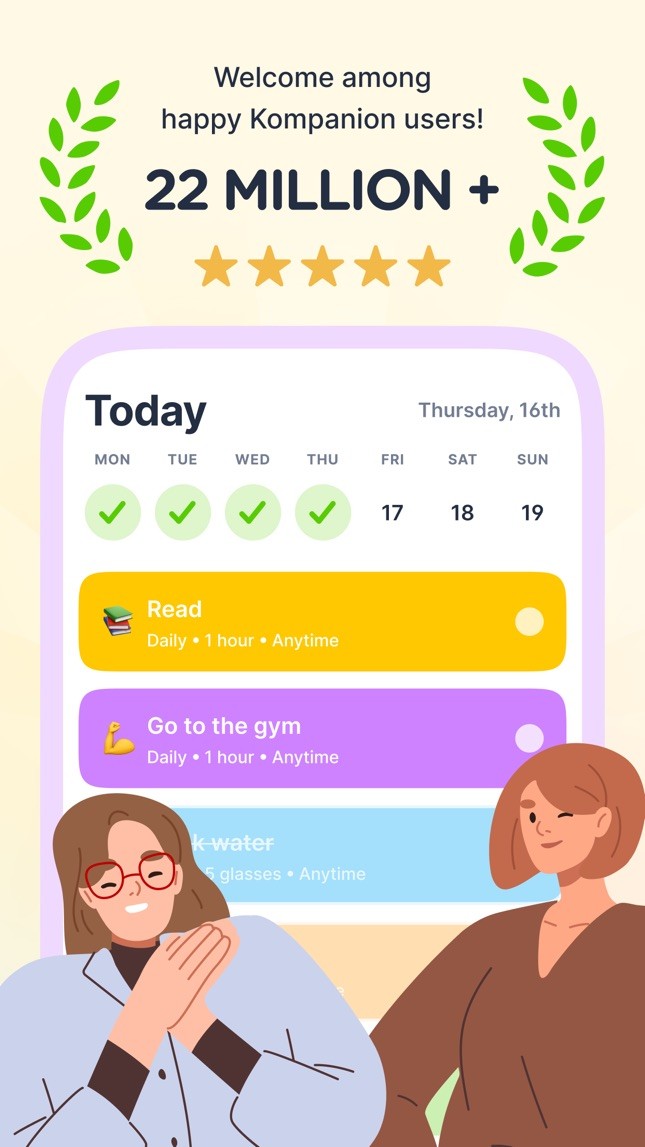 Welcome among
happy Kompanion users!
22 MILLION +
Today
Thursday, 16th
MON TUE WED THU FRI SAT SUN
17 18 19
Read
Daily • 1 hour • Anytime
Go to the gym
Daily • 1 hour • Anytime
water
5 glasses • Anytime